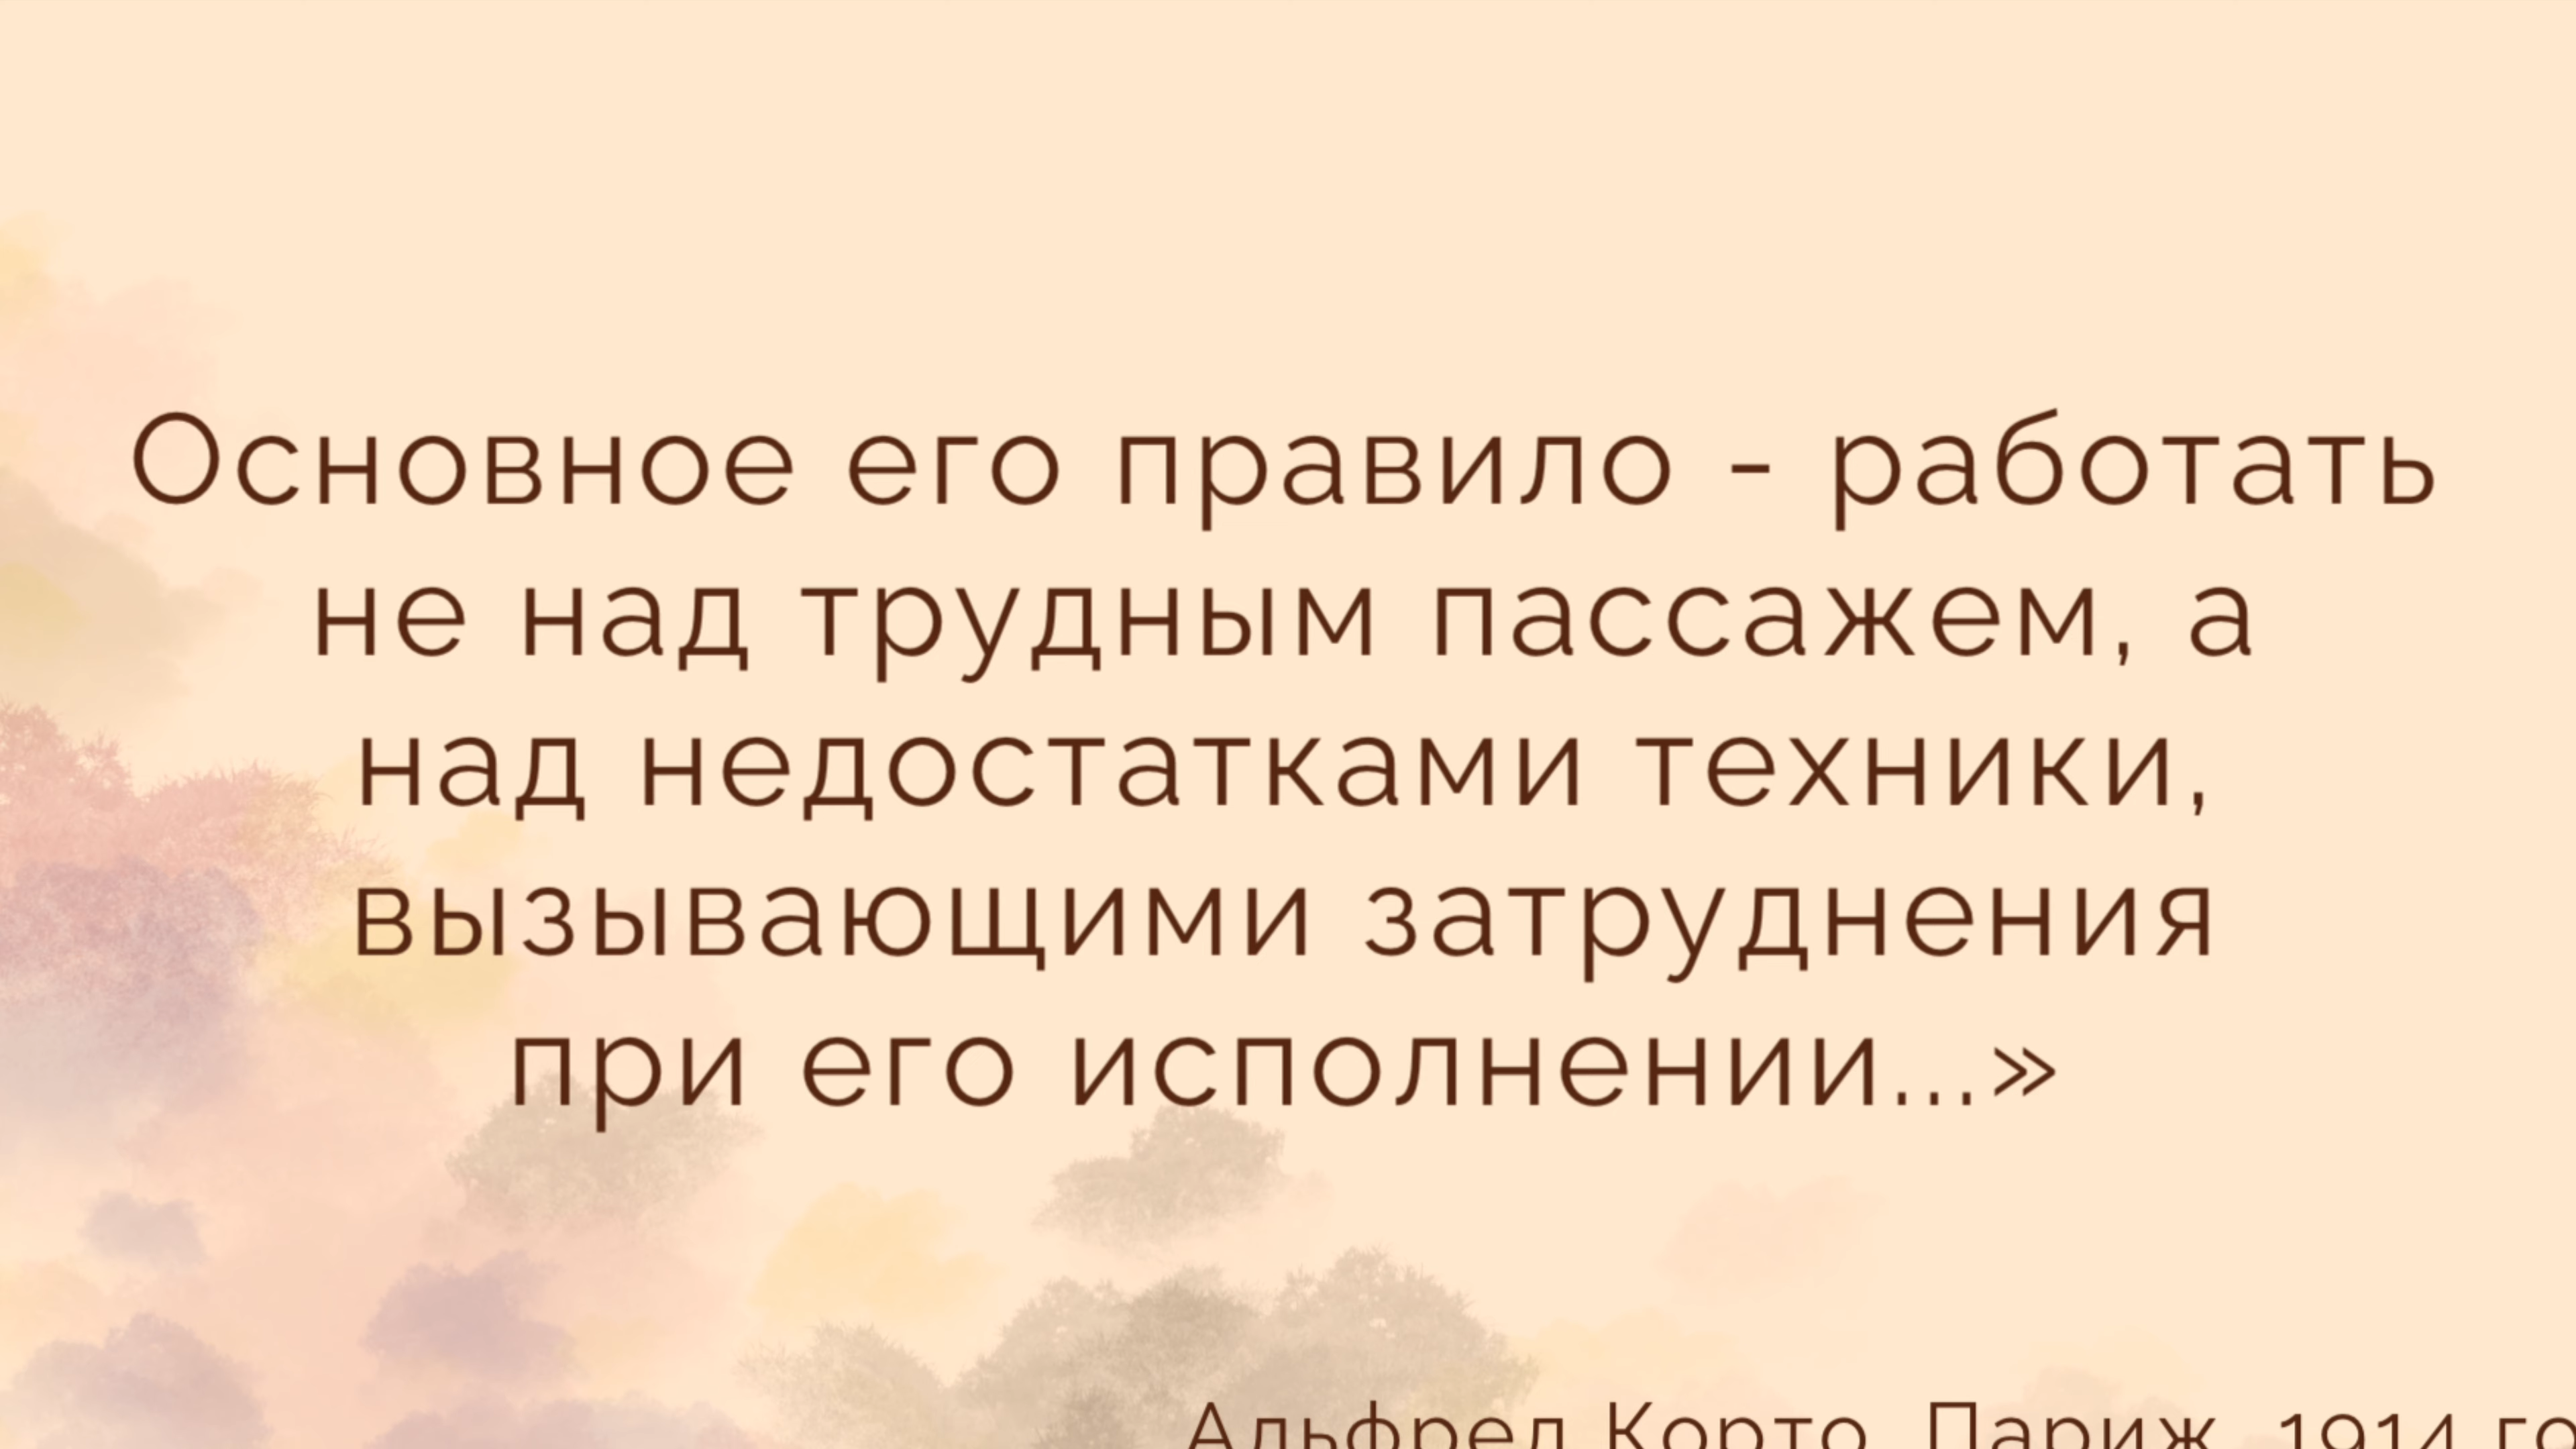 Основное его правило - работать
не над трудным пассажем, а
над недостатками техники,
вызывающими затруднения
при его исполнении...»
Альфред Корто, Париж, 1914